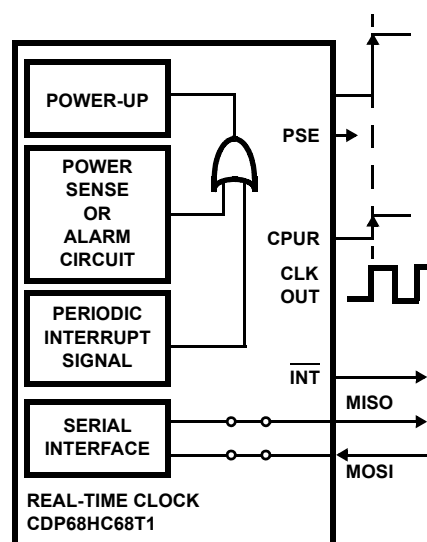 POWER-UP
PSE
POWER
SENSE
OR
ALARM
CIRCUIT
CPUR
CLK
OUT
PERIODIC
INTERRUPT
SIGNAL
INT
MISO
SERIAL
INTERFACE
MOSI
REAL-TIME CLOCK
CDP68HC68T1